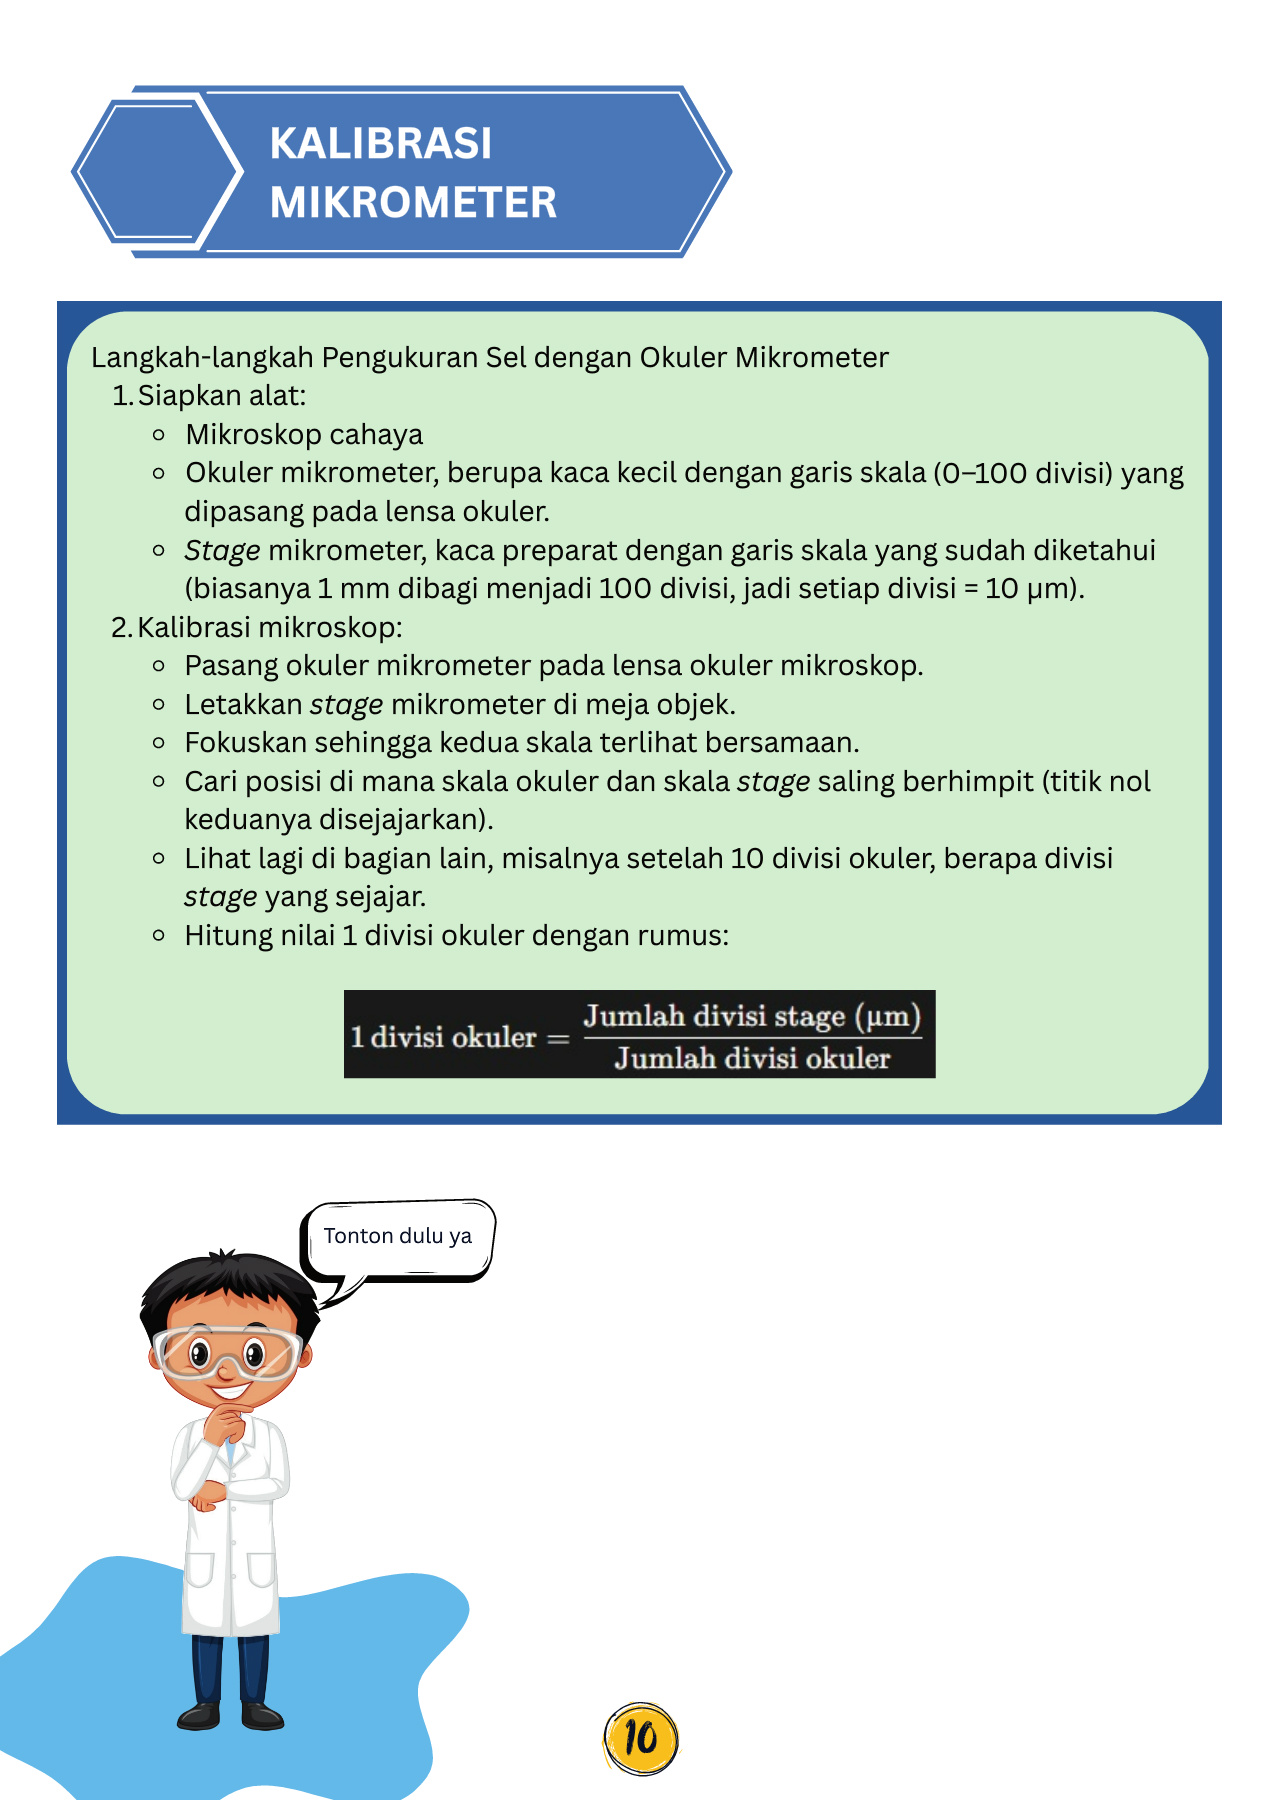 KALIBRASI
MIKROMETER
Langkah-langkah Pengukuran Sel dengan Okuler Mikrometer
1. Siapkan alat:
○ Mikroskop cahaya
○ Okuler mikrometer, berupa kaca kecil dengan garis skala (0–100 divisi) yang
dipasang pada lensa okuler.
○ Stage mikrometer, kaca preparat dengan garis skala yang sudah diketahui
(biasanya 1 mm dibagi menjadi 100 divisi, jadi setiap divisi = 10 µm).
2. Kalibrasi mikroskop:
○ Pasang okuler mikrometer pada lensa okuler mikroskop.
○ Letakkan stage mikrometer di meja objek.
○ Fokuskan sehingga kedua skala terlihat bersamaan.
○ Cari posisi di mana skala okuler dan skala stage saling berhimpit (titik nol
keduanya disejajarkan).
○ Lihat lagi di bagian lain, misalnya setelah 10 divisi okuler, berapa divisi
stage yang sejajar.
○ Hitung nilai 1 divisi okuler dengan rumus:
1 divisi okuler = Jumlah divisi stage (µm)
Jumlah divisi okuler
Tonton dulu ya
10